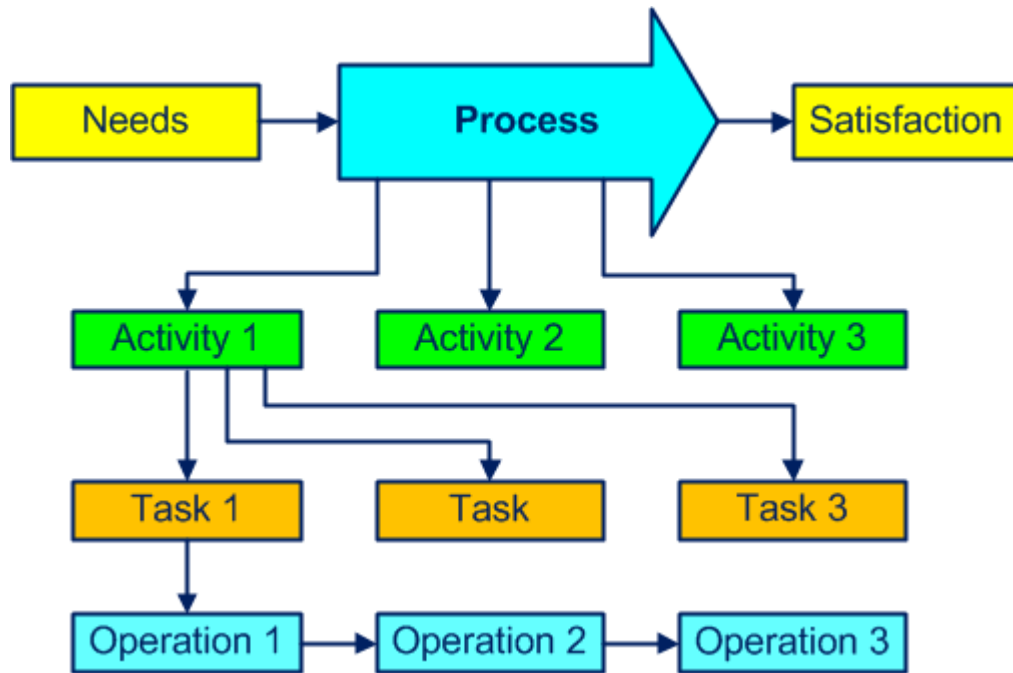 Needs
Process
Satisfaction
Activity 1
Activity 2
Activity 3
Task 1
Task
Task 3
Operation 1
Operation 2
Operation 3